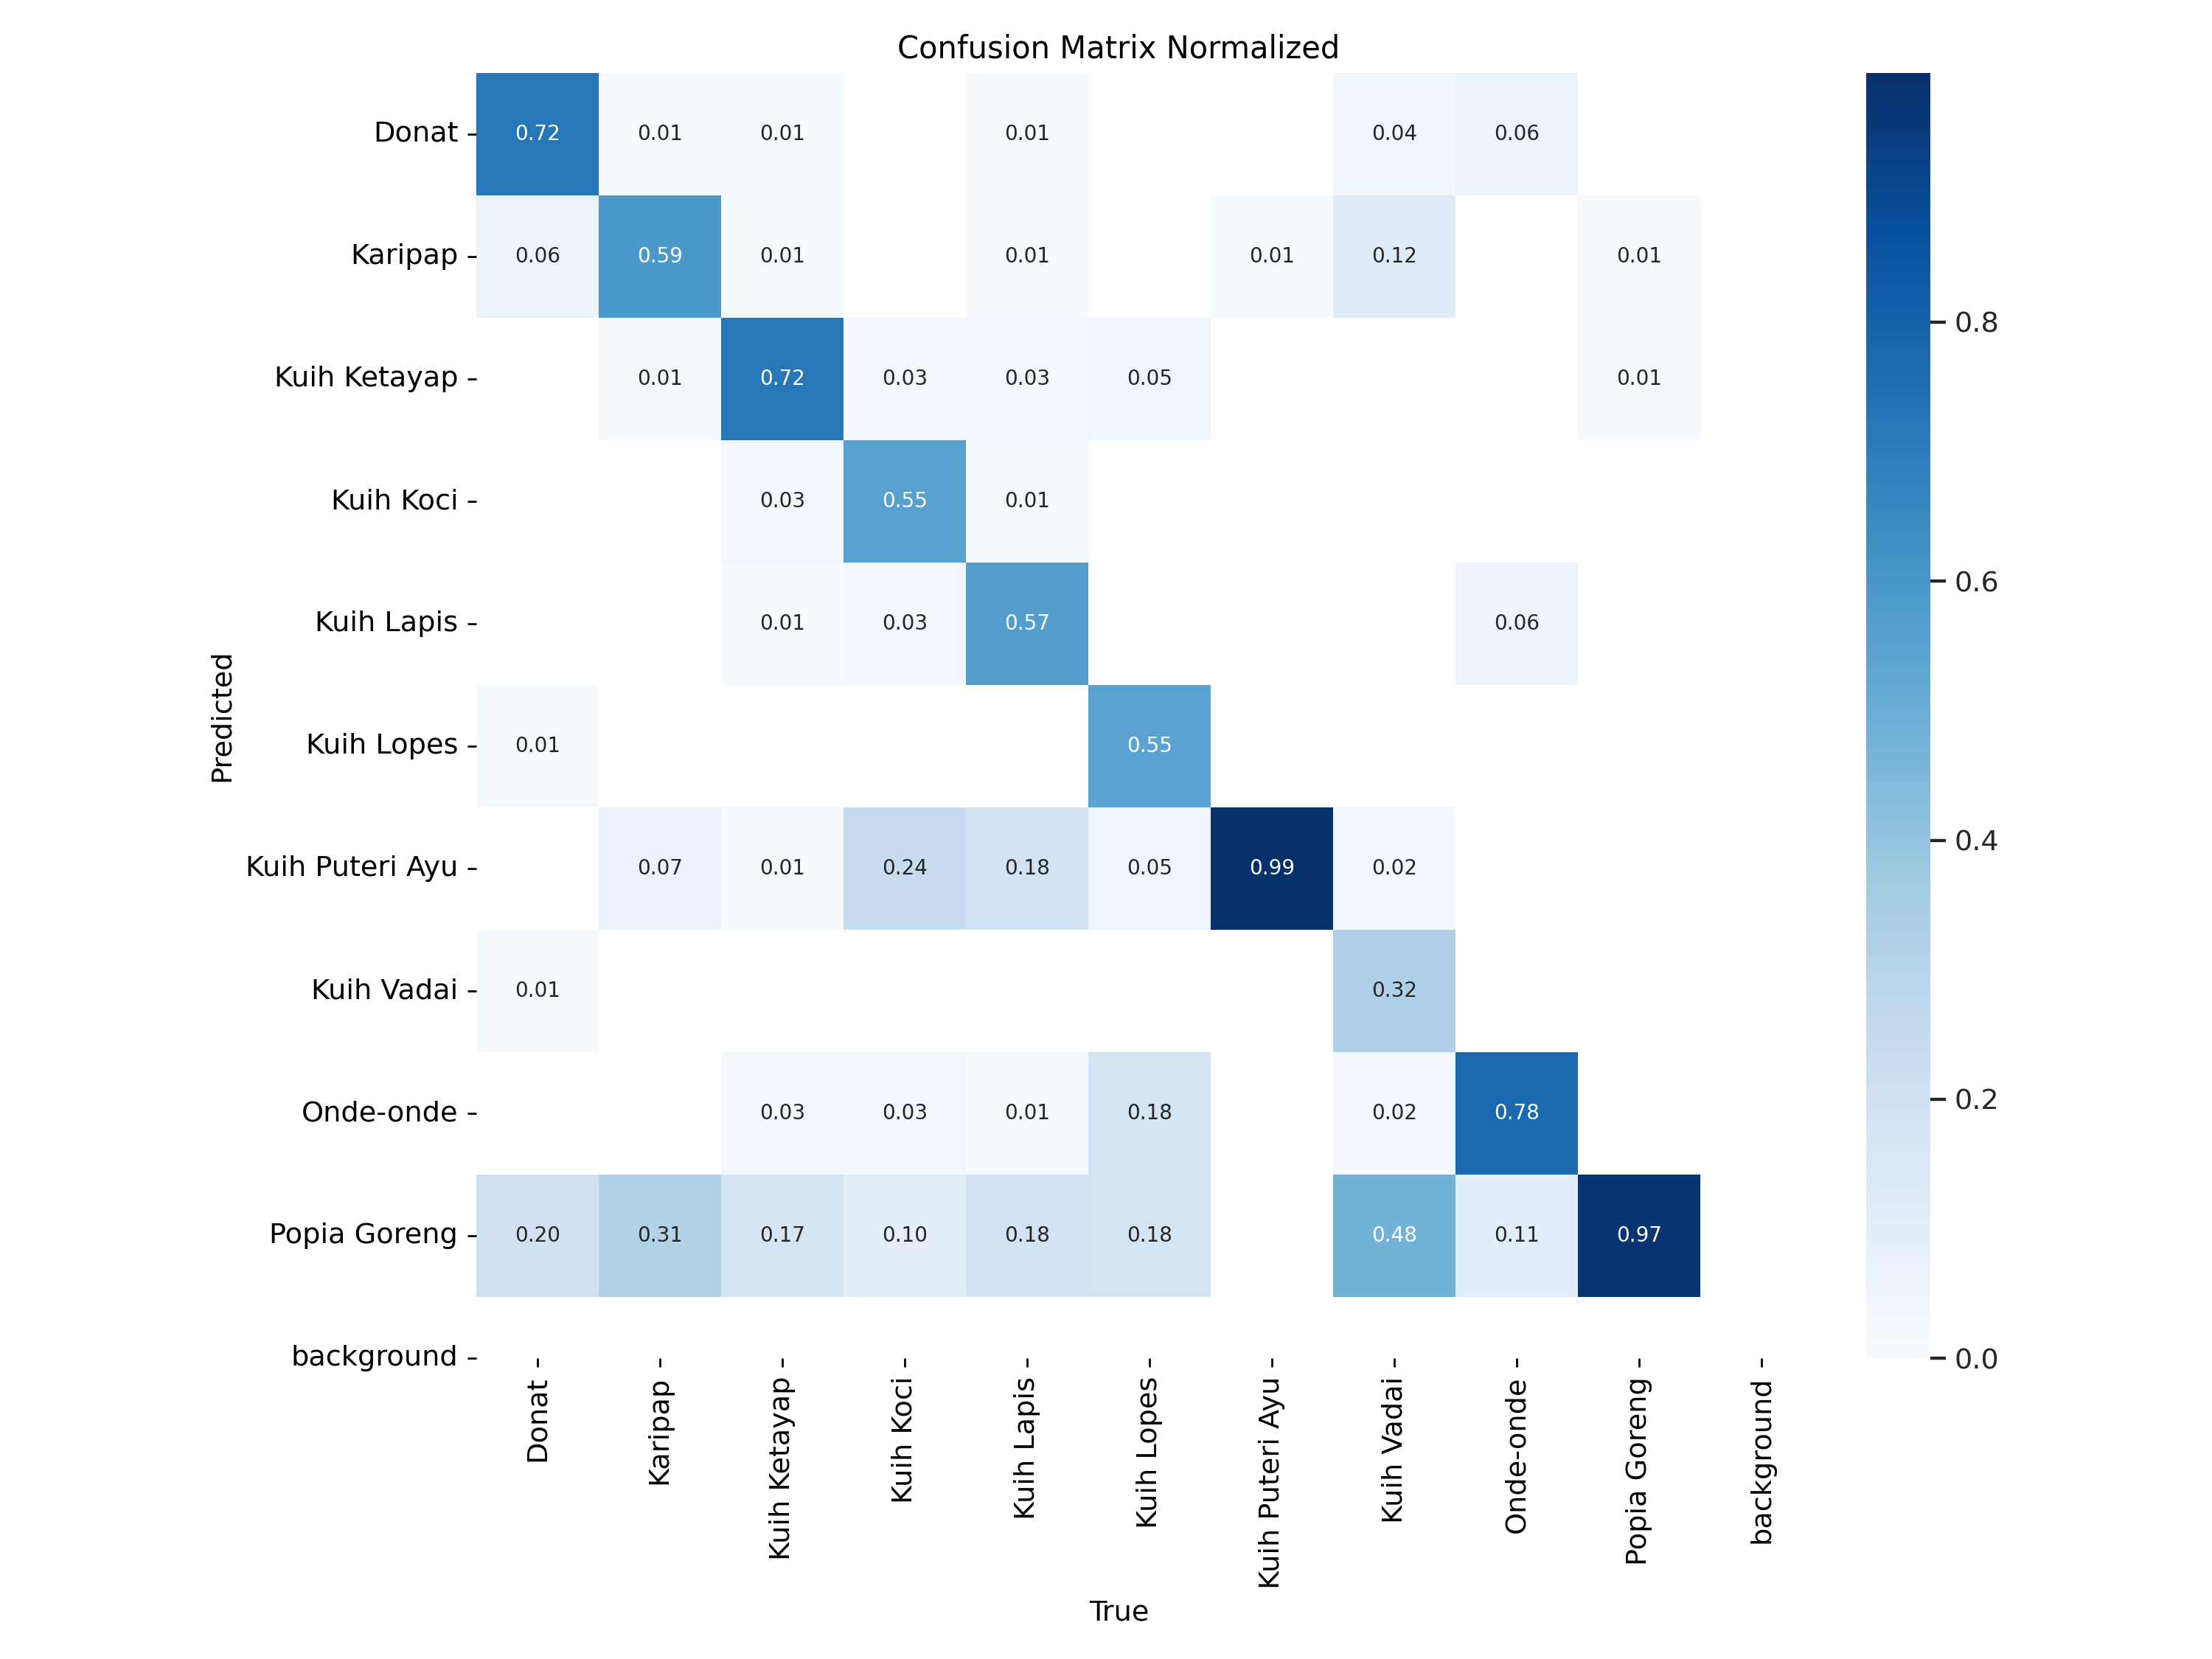 Confusion Matrix Normalized
Donat 0.72 0.01 0.01 0.01 0.04 0.06
Karipap 0.06 0.59 0.01 0.01 0.01 0.12 0.01
0.8
Kuih Ketayap 0.01 0.72 0.03 0.03 0.05 0.01
Kuih Koci 0.03 0.55 0.01
0.6
Kuih Lapis 0.01 0.03 0.57 0.06
Predicted
Kuih Lopes 0.01 0.55
0.4
Kuih Puteri Ayu 0.07 0.01 0.24 0.18 0.05 0.99 0.02
Kuih Vadai 0.01 0.32
0.2
Onde-onde 0.03 0.03 0.01 0.18 0.02 0.78
Popia Goreng 0.20 0.31 0.17 0.10 0.18 0.18 0.48 0.11 0.97
background
0.0
Donat
Karipap
Kuih Ketayap
Kuih Koci
Kuih Lapis
Kuih Lopes
Kuih Puteri Ayu
Kuih Vadai
Onde-onde
Popia Goreng
background
True